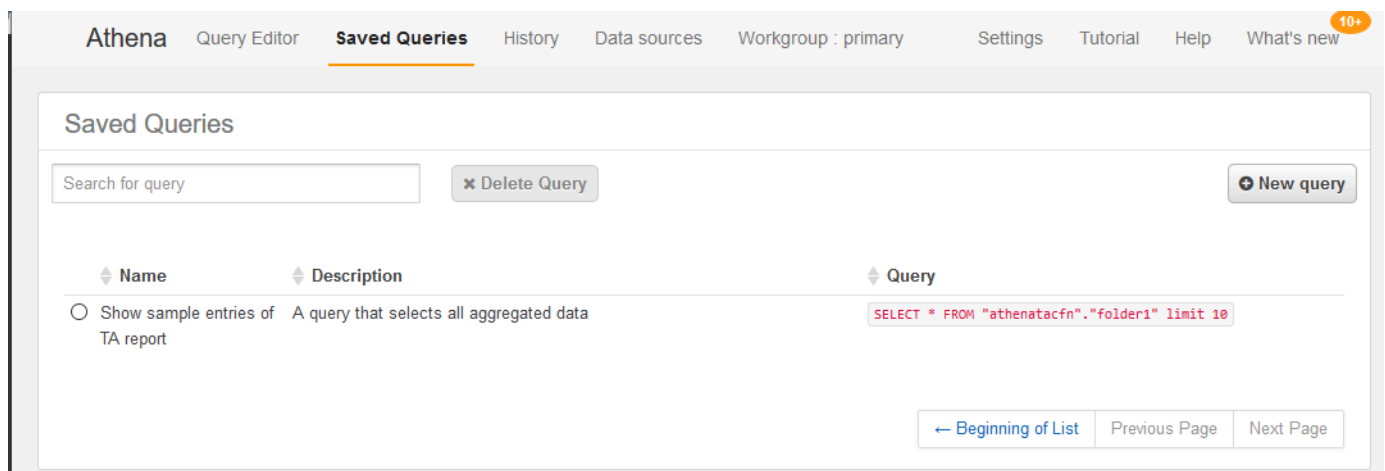 10+
Athena Query Editor Saved Queries History Data sources Workgroup : primary Settings Tutorial Help What's new
Saved Queries
Search for query Delete Query New query
Name Description Query
Show sample entries of A query that selects all aggregated data SELECT * FROM "athenatacfn"."folder1" limit 10
TA report
← Beginning of List Previous Page Next Page